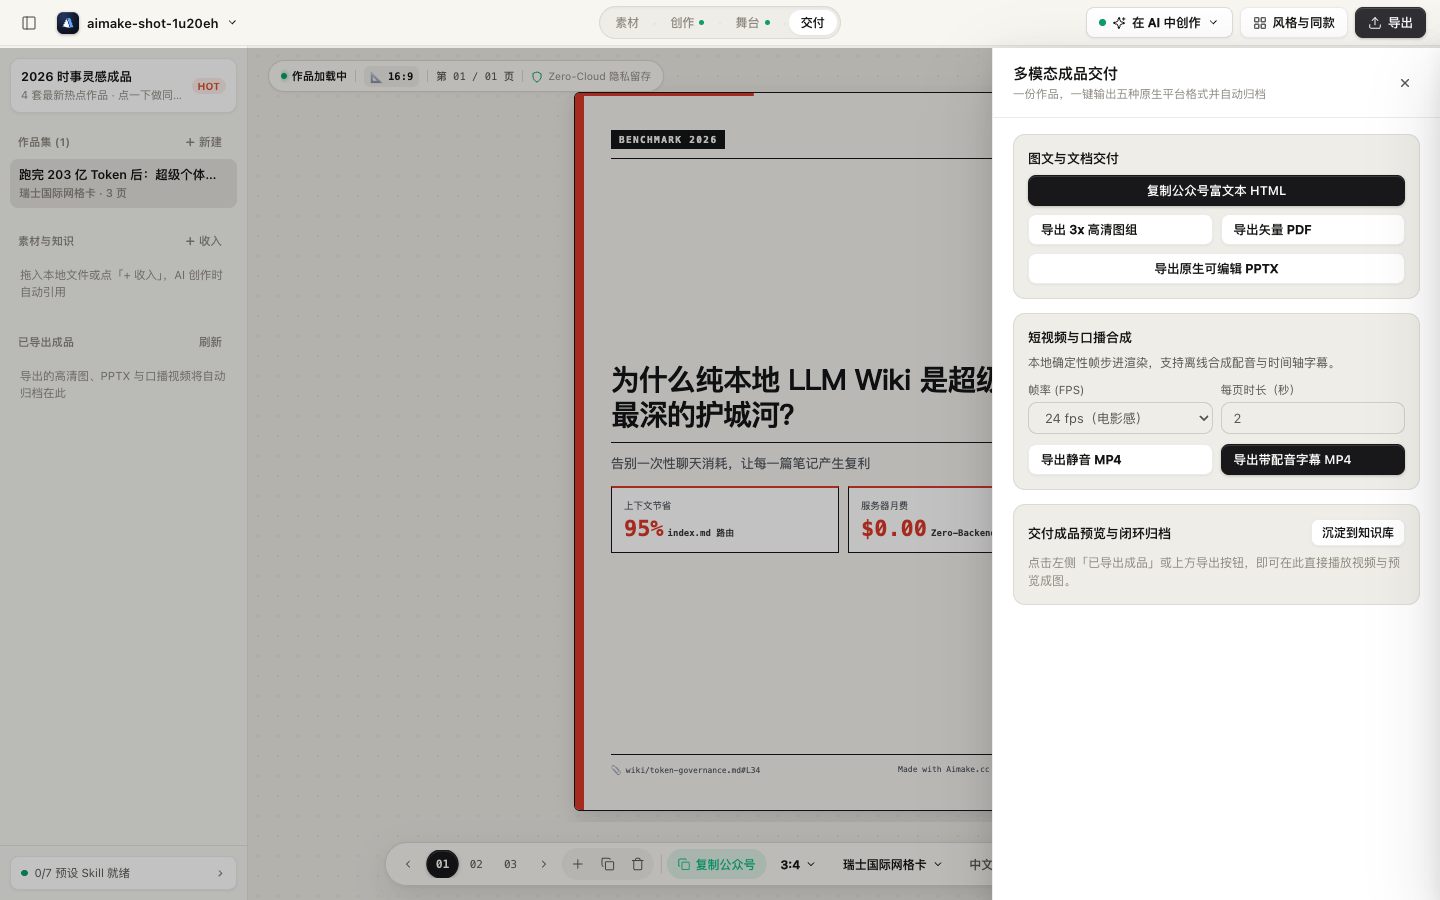 aimake-shot-1u20eh
素材
创作
舞台
交付
在 AI 中创作
风格与同款
导出
2026 时事灵感成品
4 套最新热点作品 · 点一下做同...
HOT
作品集 (1)
+ 新建
跑完 203 亿 Token 后：超级个体...
瑞士国际网格卡 · 3 页
素材与知识
+ 收入
拖入本地文件或点「+ 收入」，AI 创作时
自动引用
已导出成品
刷新
导出的高清图、PPTX 与口播视频将自动
归档在此
0/7 预设 Skill 就绪
作品加载中
📐 16:9
第 01 / 01 页
Zero-Cloud 隐私留存
BENCHMARK 2026
为什么纯本地 LLM Wiki 是超级
最深的护城河?
告别一次性聊天消耗，让每一篇笔记产生复利
上下文节省
95% index.md 路由
服务器月费
$0.00 Zero-Backend
📎 wiki/token-governance.md#L34
Made with Aimake.cc
01
02
03
复制公众号
3:4
瑞士国际网格卡
中文
多模态成品交付
一份作品，一键输出五种原生平台格式并自动归档
图文与文档交付
复制公众号富文本 HTML
导出 3x 高清图组
导出矢量 PDF
导出原生可编辑 PPTX
短视频与口播合成
本地确定性帧步进渲染，支持离线合成配音与时间轴字幕。
帧率 (FPS)
每页时长（秒）
24 fps（电影感）
2
导出静音 MP4
导出带配音字幕 MP4
交付成品预览与闭环归档
沉淀到知识库
点击左侧「已导出成品」或上方导出按钮，即可在此直接播放视频与预
览成图。